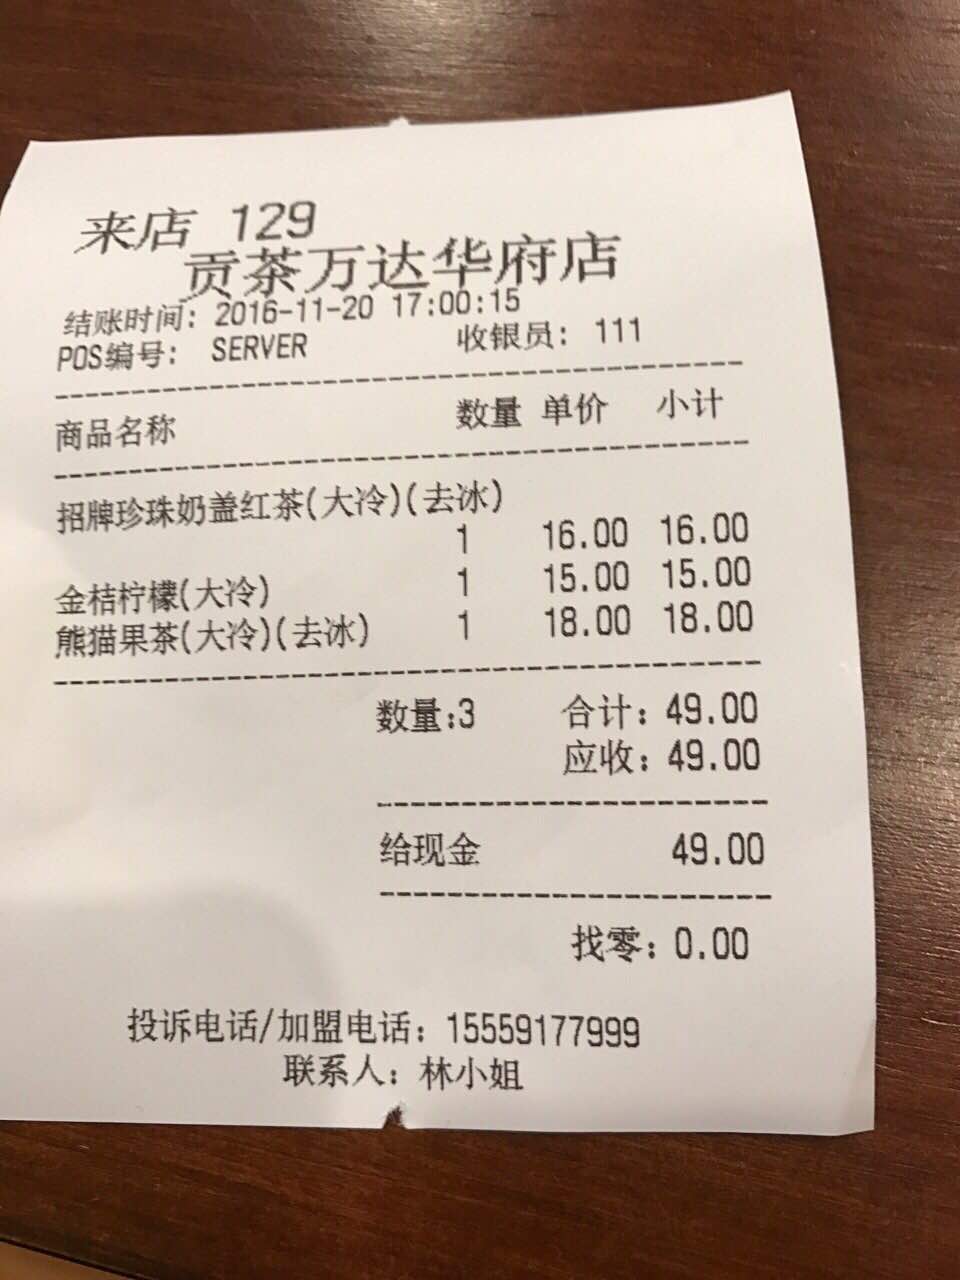 来店 129
贡茶万达华府店
结账时间: 2016-11-20 17:00:15
POS编号: SERVER 收银员: 111
商品名称 数量 单价 小计
招牌珍珠奶盖红茶(大冷)(去冰)
1 16.00 16.00
金桔柠檬(大冷) 1 15.00 15.00
熊猫果茶(大冷)(去冰) 1 18.00 18.00
数量:3 合计: 49.00
应收: 49.00
给现金 49.00
找零: 0.00
投诉电话/加盟电话: 15559177999
联系人: 林小姐